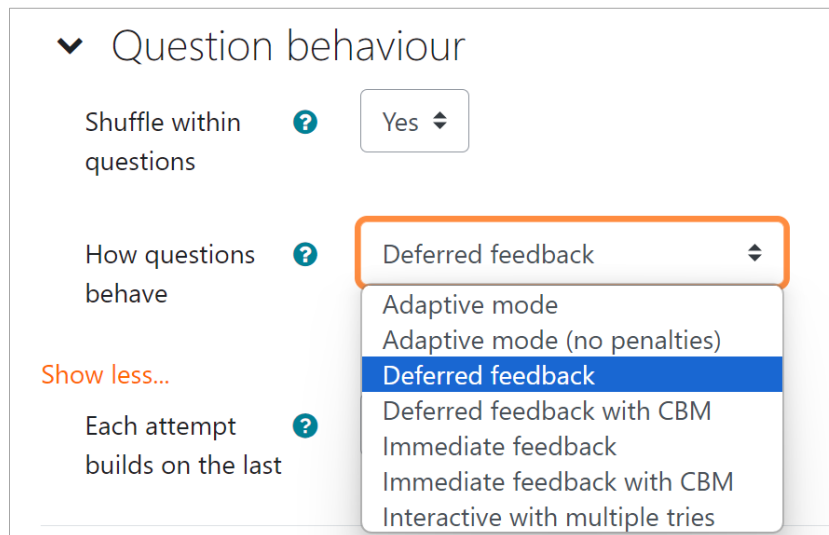 Question behaviour
Shuffle within
questions
Yes
How questions
behave
Deferred feedback
Adaptive mode
Adaptive mode (no penalties)
Deferred feedback
Deferred feedback with CBM
Immediate feedback
Immediate feedback with CBM
Interactive with multiple tries
Show less...
Each attempt
builds on the last